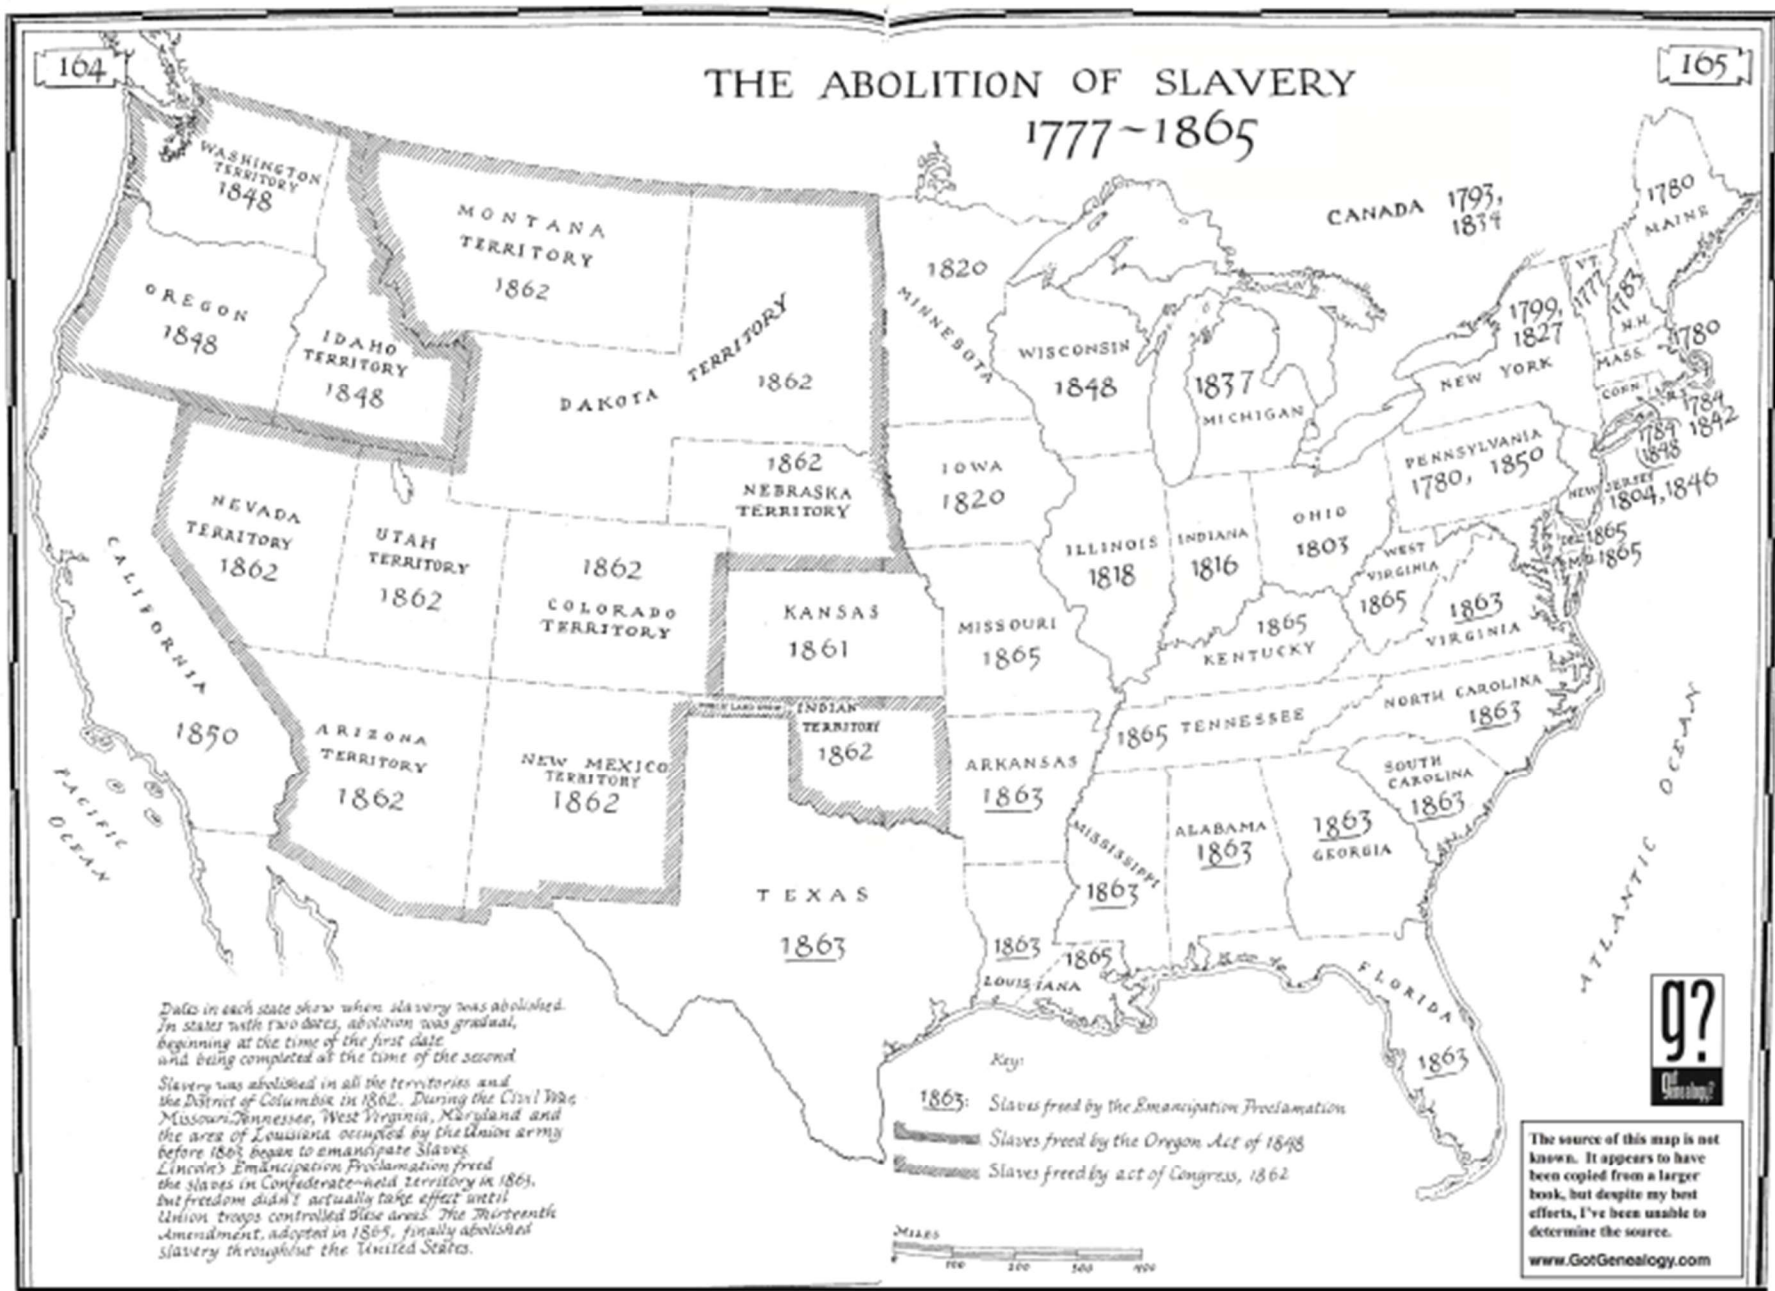 164
165
THE ABOLITION OF SLAVERY
1777~1865
CANADA 1793,
1834
WASHINGTON
TERRITORY
1848
OREGON
1848
IDAHO
TERRITORY
1848
MONTANA
TERRITORY
1862
DAKOTA TERRITORY
1862
1862
NEBRASKA
TERRITORY
NEVADA
TERRITORY
1862
UTAH
TERRITORY
1862
1862
COLORADO
TERRITORY
KANSAS
1861
CALIFORNIA
1850
ARIZONA
TERRITORY
1862
NEW MEXICO
TERRITORY
1862
INDIAN
TERRITORY
1862
TEXAS
1863
1820
MINNESOTA
IOWA
1820
MISSOURI
1865
ARKANSAS
1863
1863
1865
LOUISIANA
WISCONSIN
1848
1837
MICHIGAN
ILLINOIS
1818
INDIANA
1816
OHIO
1803
1865
KENTUCKY
1865 TENNESSEE
MISSISSIPPI
1863
ALABAMA
1863
1863
GEORGIA
FLORIDA
1863
SOUTH
CAROLINA
1863
NORTH CAROLINA
1863
1863
VIRGINIA
WEST
VIRGINIA
1865
PENNSYLVANIA
1780, 1850
1799,
1827
NEW YORK
VT.
1777
1783
N.H.
1780
MAINE
1780
MASS.
CONN.
R.I.
1784
1842
1784
1848
NEW JERSEY
1804, 1846
DEL. 1865
MD. 1865
PACIFIC
OCEAN
ATLANTIC OCEAN
Dates in each state show when slavery was abolished.
In states with two dates, abolition was gradual,
beginning at the time of the first date
and being completed at the time of the second
Slavery was abolished in all the territories and
the District of Columbia in 1862. During the Civil War,
Missouri, Tennessee, West Virginia, Maryland and
the area of Louisiana occupied by the Union army
before 1863 began to emancipate slaves.
Lincoln's Emancipation Proclamation freed
the slaves in Confederate-held territory in 1863,
but freedom didn't actually take effect until
Union troops controlled these areas. The Thirteenth
Amendment, adopted in 1865, finally abolished
slavery throughout the United States.
Key:
1863: Slaves freed by the Emancipation Proclamation
Slaves freed by the Oregon Act of 1848
Slaves freed by act of Congress, 1862
MILES
0 100 200 300 400
g?
got
genealogy?
The source of this map is not
known. It appears to have
been copied from a larger
book, but despite my best
efforts, I've been unable to
determine the source.
www.GotGenealogy.com